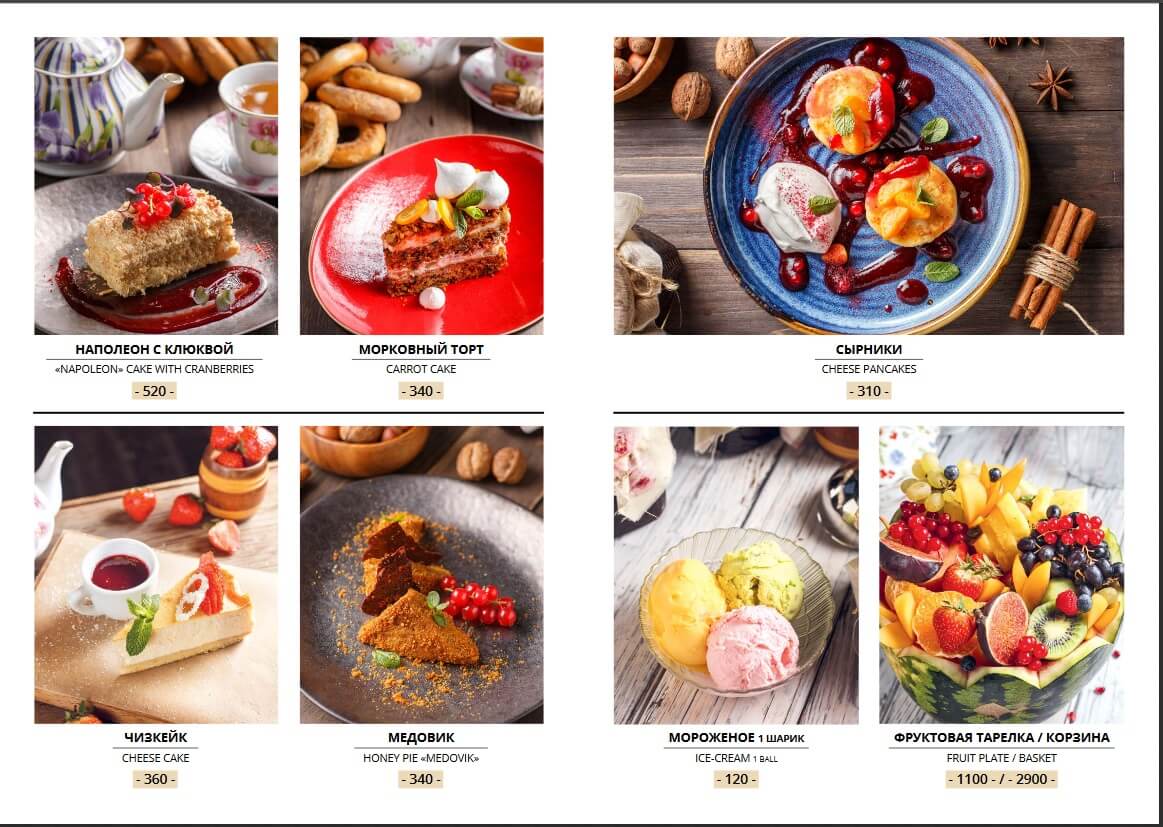 НАПОЛЕОН С КЛЮКВОЙ
«NAPOLEON» CAKE WITH CRANBERRIES
- 520 -
МОРКОВНЫЙ ТОРТ
CARROT CAKE
- 340 -
СЫРНИКИ
CHEESE PANCAKES
- 310 -
ЧИЗКЕЙК
CHEESE CAKE
- 360 -
МЕДОВИК
HONEY PIE «MEDOVIK»
- 340 -
МОРОЖЕНОЕ 1 ШАРИК
ICE-CREAM 1 BALL
- 120 -
ФРУКТОВАЯ ТАРЕЛКА / КОРЗИНА
FRUIT PLATE / BASKET
- 1100 - / - 2900 -